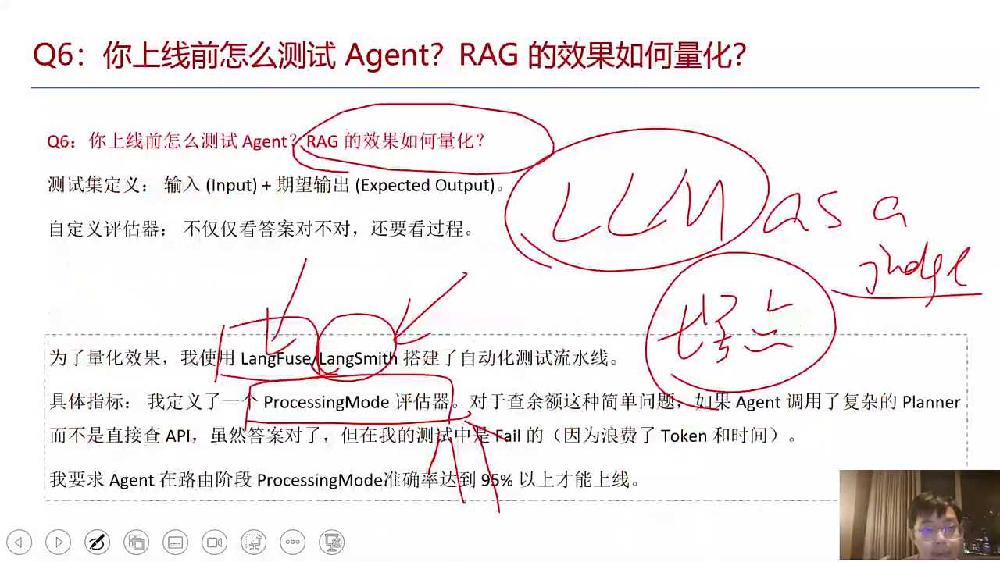 Q6：你上线前怎么测试 Agent？RAG 的效果如何量化？
Q6：你上线前怎么测试 Agent？RAG 的效果如何量化？
测试集定义： 输入 (Input) + 期望输出 (Expected Output)。
自定义评估器： 不仅仅看答案对不对，还要看过程。
LLM as a
judge
为了量化效果，我使用 LangFuse/LangSmith 搭建了自动化测试流水线。
具体指标： 我定义了一个 ProcessingMode 评估器。对于查余额这种简单问题，如果 Agent 调用了复杂的 Planner
而不是直接查 API，虽然答案对了，但在我的测试中是 Fail 的（因为浪费了 Token 和时间）。
我要求 Agent 在路由阶段 ProcessingMode准确率达到 95% 以上才能上线。